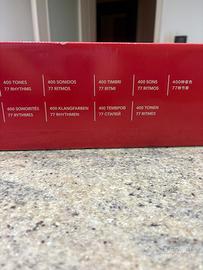 400 TONES
77 RHYTHMS
400 SONIDOS
77 RITMOS
400 TIMBRI
77 RITMI
400 SONS
77 RITMOS
400种音色
77种节奏
400 SONORITÉS
77 RYTHMES
400 KLANGFARBEN
77 RHYTHMEN
400 ТЕМБРОВ
77 СТИЛЕЙ
400 TONEN
77 RITMES